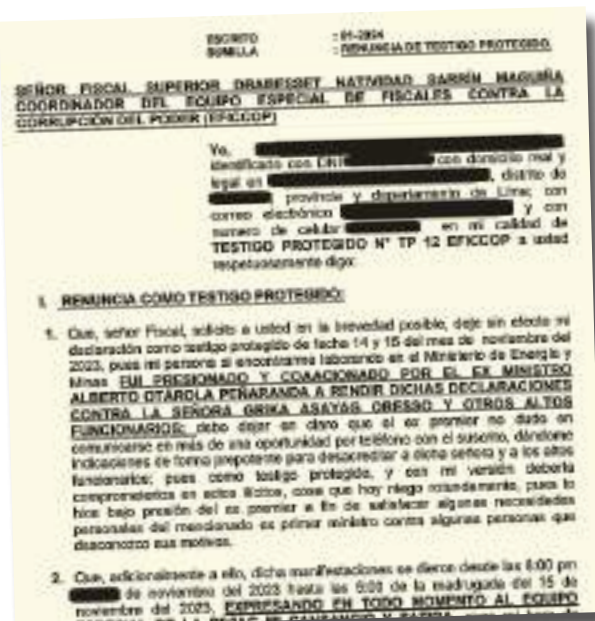 ESCRITO : 01-2024
SUMILLA : RENUNCIA DE TESTIGO PROTEGIDO.
SEÑOR FISCAL SUPERIOR DRABESSET NATIVIDAD SARRÍN MAGUIÑA
COORDINADOR DEL EQUIPO ESPECIAL DE FISCALES CONTRA LA
CORRUPCIÓN DEL PODER (EFICCOP)
Yo,
identificado con DNI con domicilio real y
legal en , distrito de
, provincia y departamento de Lima; con
correo electrónico y con
numero de celular en mi calidad de
TESTIGO PROTEGIDO N° TP 12 EFICCOP a usted
respetuosamente digo:
I. RENUNCIA COMO TESTIGO PROTEGIDO:
1. Que, señor Fiscal, solicito a usted en la brevedad posible, deje sin efecto mi
declaración como testigo protegido de fecha 14 y 15 del mes de noviembre del
2023, pues mi persona si encontrarme laborando en el Ministerio de Energía y
Minas FUI PRESIONADO Y COAACIONADO POR EL EX MINISTRO
ALBERTO OTÁROLA PEÑARANDA A RENDIR DICHAS DECLARACIONES
CONTRA LA SEÑORA GRIKA ASAYAG OBESSO Y OTROS ALTOS
FUNCIONARIOS; debo dejar en claro que el ex premier no dudo en
comunicarse en más de una oportunidad por teléfono con el suscrito, dándome
indicaciones de forma prepotente para desacreditar a dicha señora y a los altos
funcionarios; pues como testigo protegido, y con mi versión debería
comprometerlos en actos ilícitos, cosa que hoy niego rotundamente, pues lo
hice bajo presión del ex premier a fin de satisfacer algunas necesidades
personales del mencionado ex primer ministro contra algunas personas que
desconozco sus motivos.
2. Que, adicionalmente a ello, dicha manifestaciones se dieron desde las 6:00 pm
de noviembre del 2023 hasta las 5:00 de la madrugada del 15 de
noviembre del 2023, EXPRESANDO EN TODO MOMENTO AL EQUIPO